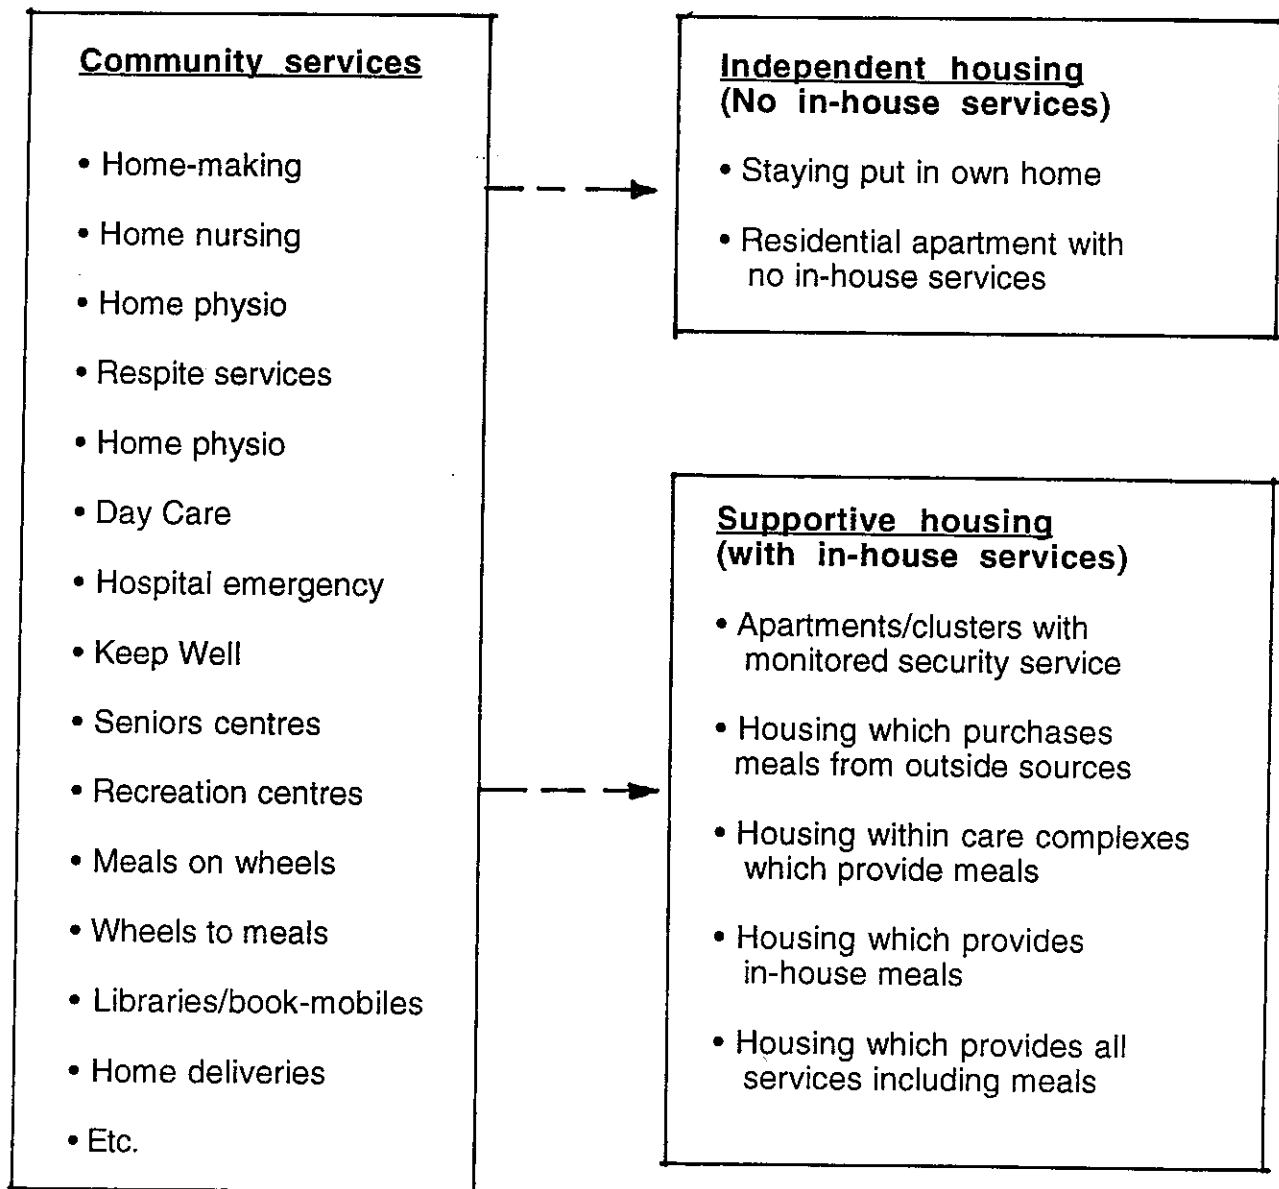 Community services
• Home-making
• Home nursing
• Home physio
• Respite services
• Home physio
• Day Care
• Hospital emergency
• Keep Well
• Seniors centres
• Recreation centres
• Meals on wheels
• Wheels to meals
• Libraries/book-mobiles
• Home deliveries
• Etc.
Independent housing
(No in-house services)
• Staying put in own home
• Residential apartment with
no in-house services
Supportive housing
(with in-house services)
• Apartments/clusters with
monitored security service
• Housing which purchases
meals from outside sources
• Housing within care complexes
which provide meals
• Housing which provides
in-house meals
• Housing which provides all
services including meals